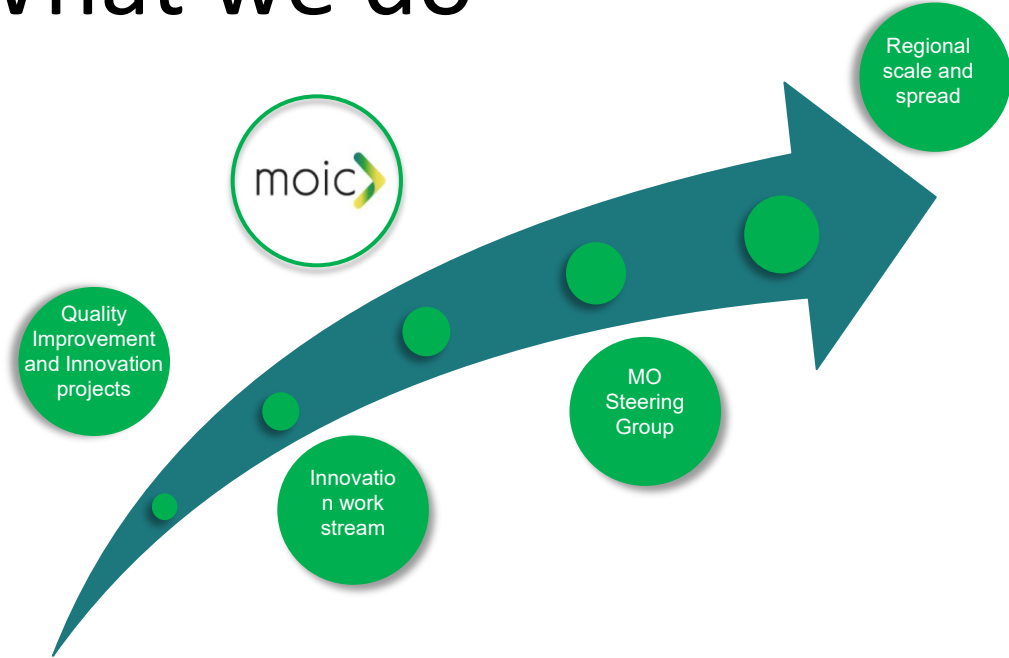 what we do
moic
Regional
scale and
spread
Quality
Improvement
and Innovation
projects
MO
Steering
Group
Innovatio
n work
stream